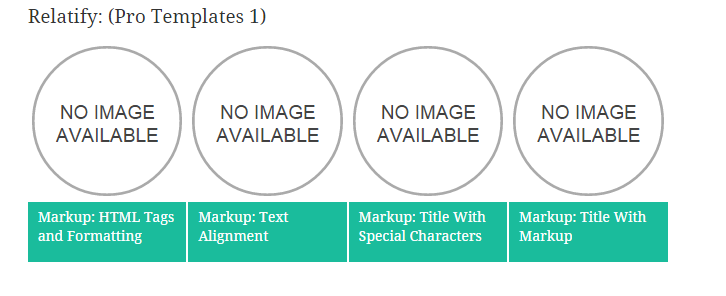 Relatify: (Pro Templates 1)
NO IMAGE
AVAILABLE
NO IMAGE
AVAILABLE
NO IMAGE
AVAILABLE
NO IMAGE
AVAILABLE
Markup: HTML Tags
and Formatting
Markup: Text
Alignment
Markup: Title With
Special Characters
Markup: Title With
Markup